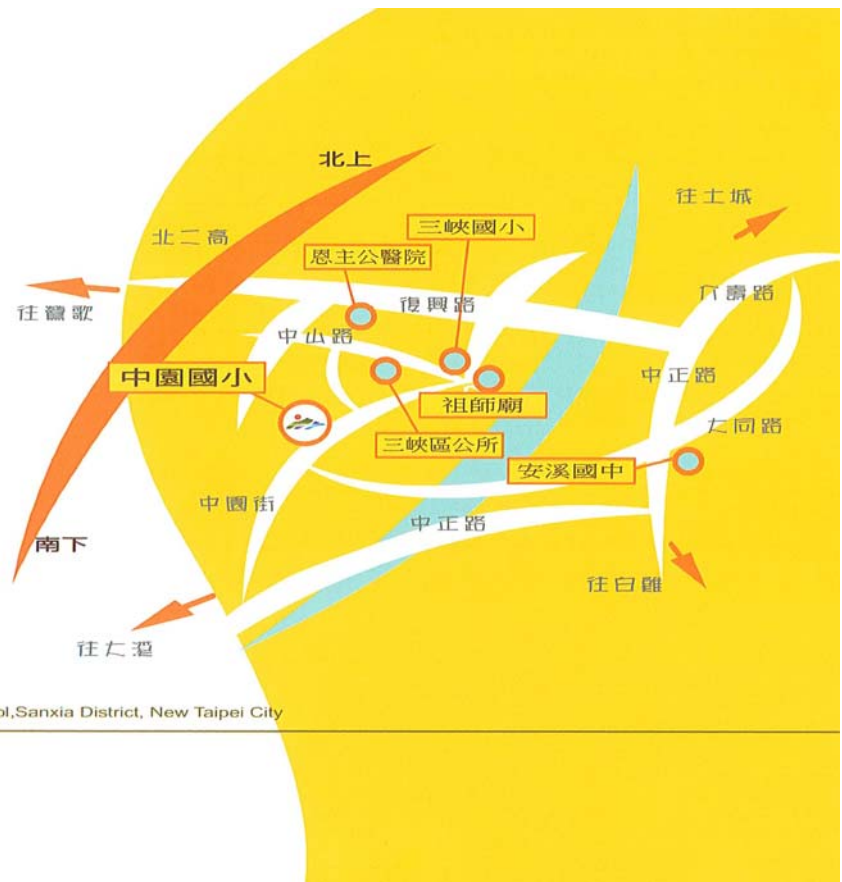 北上
往土城
三峽國小
北二高
恩主公醫院
介壽路
往鶯歌
復興路
中山路
中園國小
中正路
祖師廟
大同路
三峽區公所
安溪國中
中園街
中正路
南下
往白雞
往大溪
ol,Sanxia District, New Taipei City